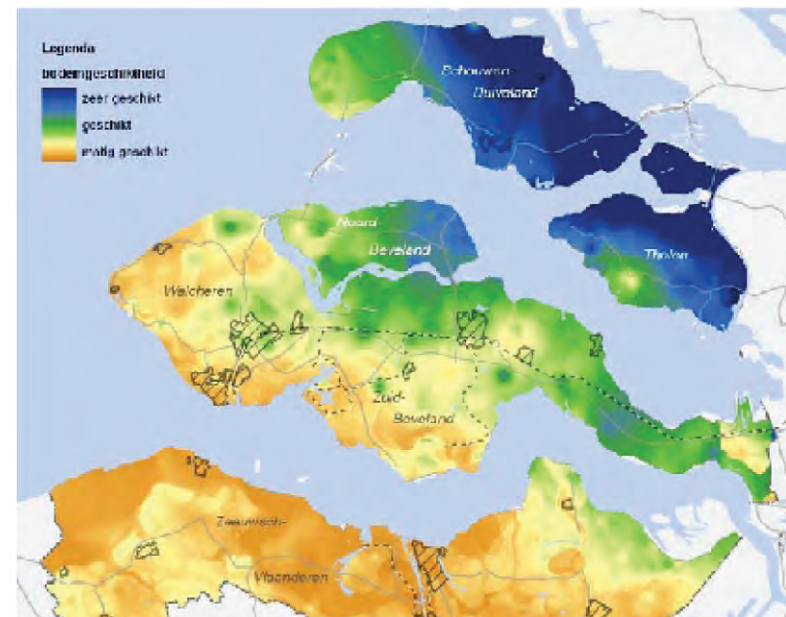 Legenda
bodemgeschiktheid
zeer geschikt
geschikt
matig geschikt
Schouwen-
Duiveland
Noord-
Beveland
Tholen
Walcheren
Zuid-
Beveland
Zeeuwsch-
Vlaanderen